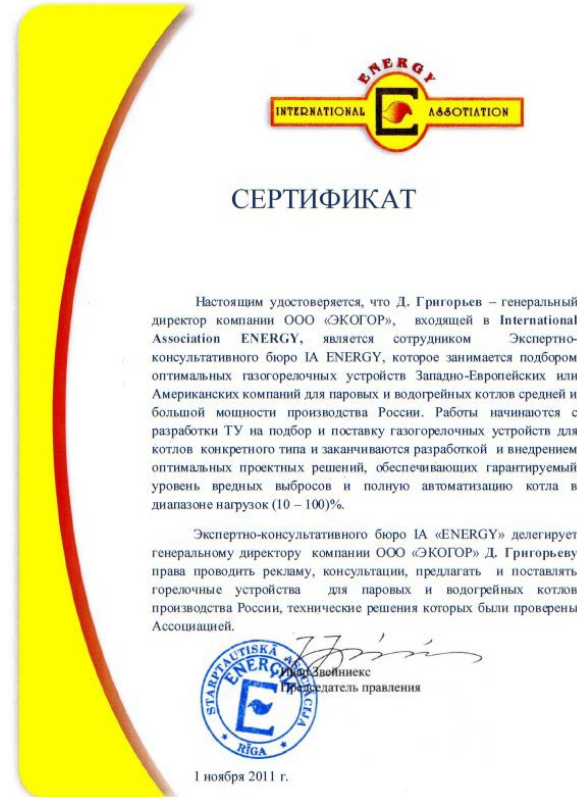 ENERGY
INTERNATIONAL ASSOTIATION
E
СЕРТИФИКАТ
Настоящим удостоверяется, что Д. Григорьев – генеральный
директор компании ООО «ЭКОГОР», входящей в International
Association ENERGY, является сотрудником Экспертно-
консультативного бюро IA ENERGY, которое занимается подбором
оптимальных газогорелочных устройств Западно-Европейских или
Американских компаний для паровых и водогрейных котлов средней и
большой мощности производства России. Работы начинаются с
разработки ТУ на подбор и поставку газогорелочных устройств для
котлов конкретного типа и заканчиваются разработкой и внедрением
оптимальных проектных решений, обеспечивающих гарантируемый
уровень вредных выбросов и полную автоматизацию котла в
диапазоне нагрузок (10 – 100)%.
Экспертно-консультативного бюро IA «ENERGY» делегирует
генеральному директору компании ООО «ЭКОГОР» Д. Григорьеву
права проводить рекламу, консультации, предлагать и поставлять
горелочные устройства для паровых и водогрейных котлов
производства России, технические решения которых были проверены
Ассоциацией.
STARPTAUTISKĀ ASOCIĀCIJA
ENERGY
E
RĪGA
Звейниекс
Председатель правления
1 ноября 2011 г.